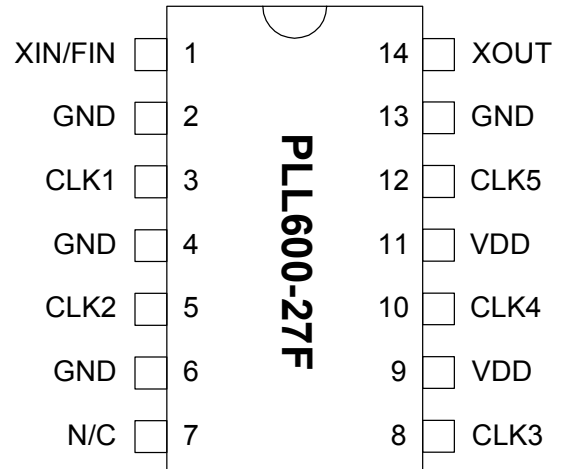 XIN/FIN 1 14 XOUT
GND 2 13 GND
CLK1 3 12 CLK5
GND 4 11 VDD
CLK2 5 10 CLK4
GND 6 9 VDD
N/C 7 8 CLK3
PLL600-27F